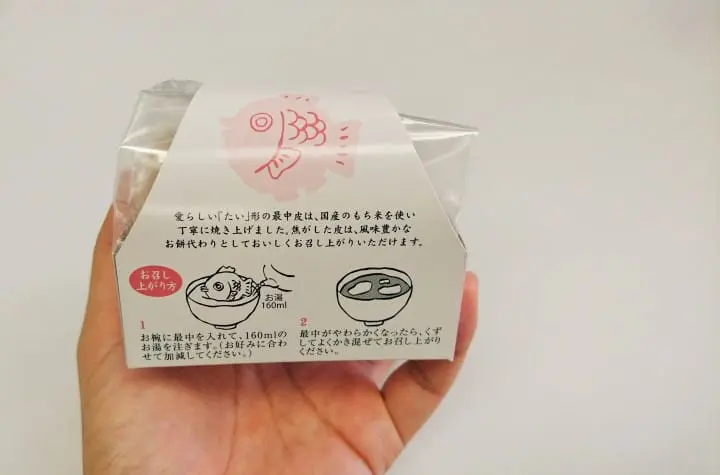 愛らしい「たい」形の最中皮は、国産のもち米を使い
丁寧に焼き上げました。焦がした皮は、風味豊かな
お餅代わりとしておいしくお召し上がりいただけます。
お召し
上がり方
お湯
160ml
1
お椀に最中を入れて、160mlの
お湯を注ぎます。(お好みに合わ
せて加減してください。)
2
最中がやわらかくなったら、くず
してよくかき混ぜてお召し上がり
ください。